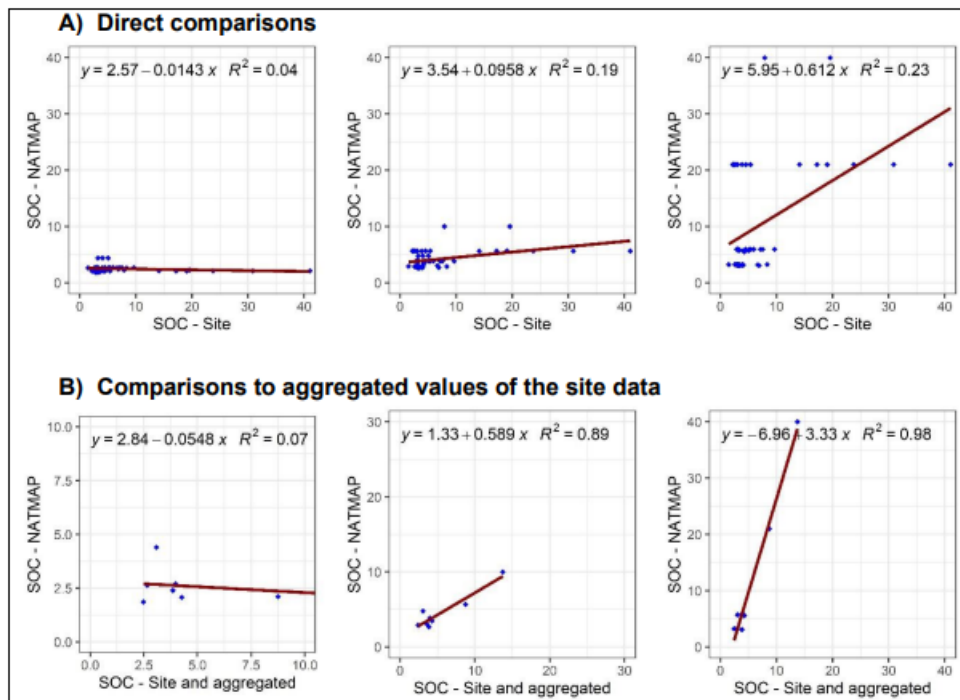 A) Direct comparisons
y = 2.57 − 0.0143 x R² = 0.04
40
30
20
10
0
SOC - NATMAP
0 10 20 30 40
SOC - Site
y = 3.54 + 0.0958 x R² = 0.19
40
30
20
10
0
SOC - NATMAP
0 10 20 30 40
SOC - Site
y = 5.95 + 0.612 x R² = 0.23
40
30
20
10
0
SOC - NATMAP
0 10 20 30 40
SOC - Site
B) Comparisons to aggregated values of the site data
y = 2.84 − 0.0548 x R² = 0.07
10.0
7.5
5.0
2.5
0.0
SOC - NATMAP
0.0 2.5 5.0 7.5 10.0
SOC - Site and aggregated
y = 1.33 + 0.589 x R² = 0.89
30
20
10
0
SOC - NATMAP
0 10 20 30
SOC - Site and aggregated
y = −6.96 + 3.33 x R² = 0.98
40
30
20
10
0
SOC - NATMAP
0 10 20 30
SOC - Site and aggregated